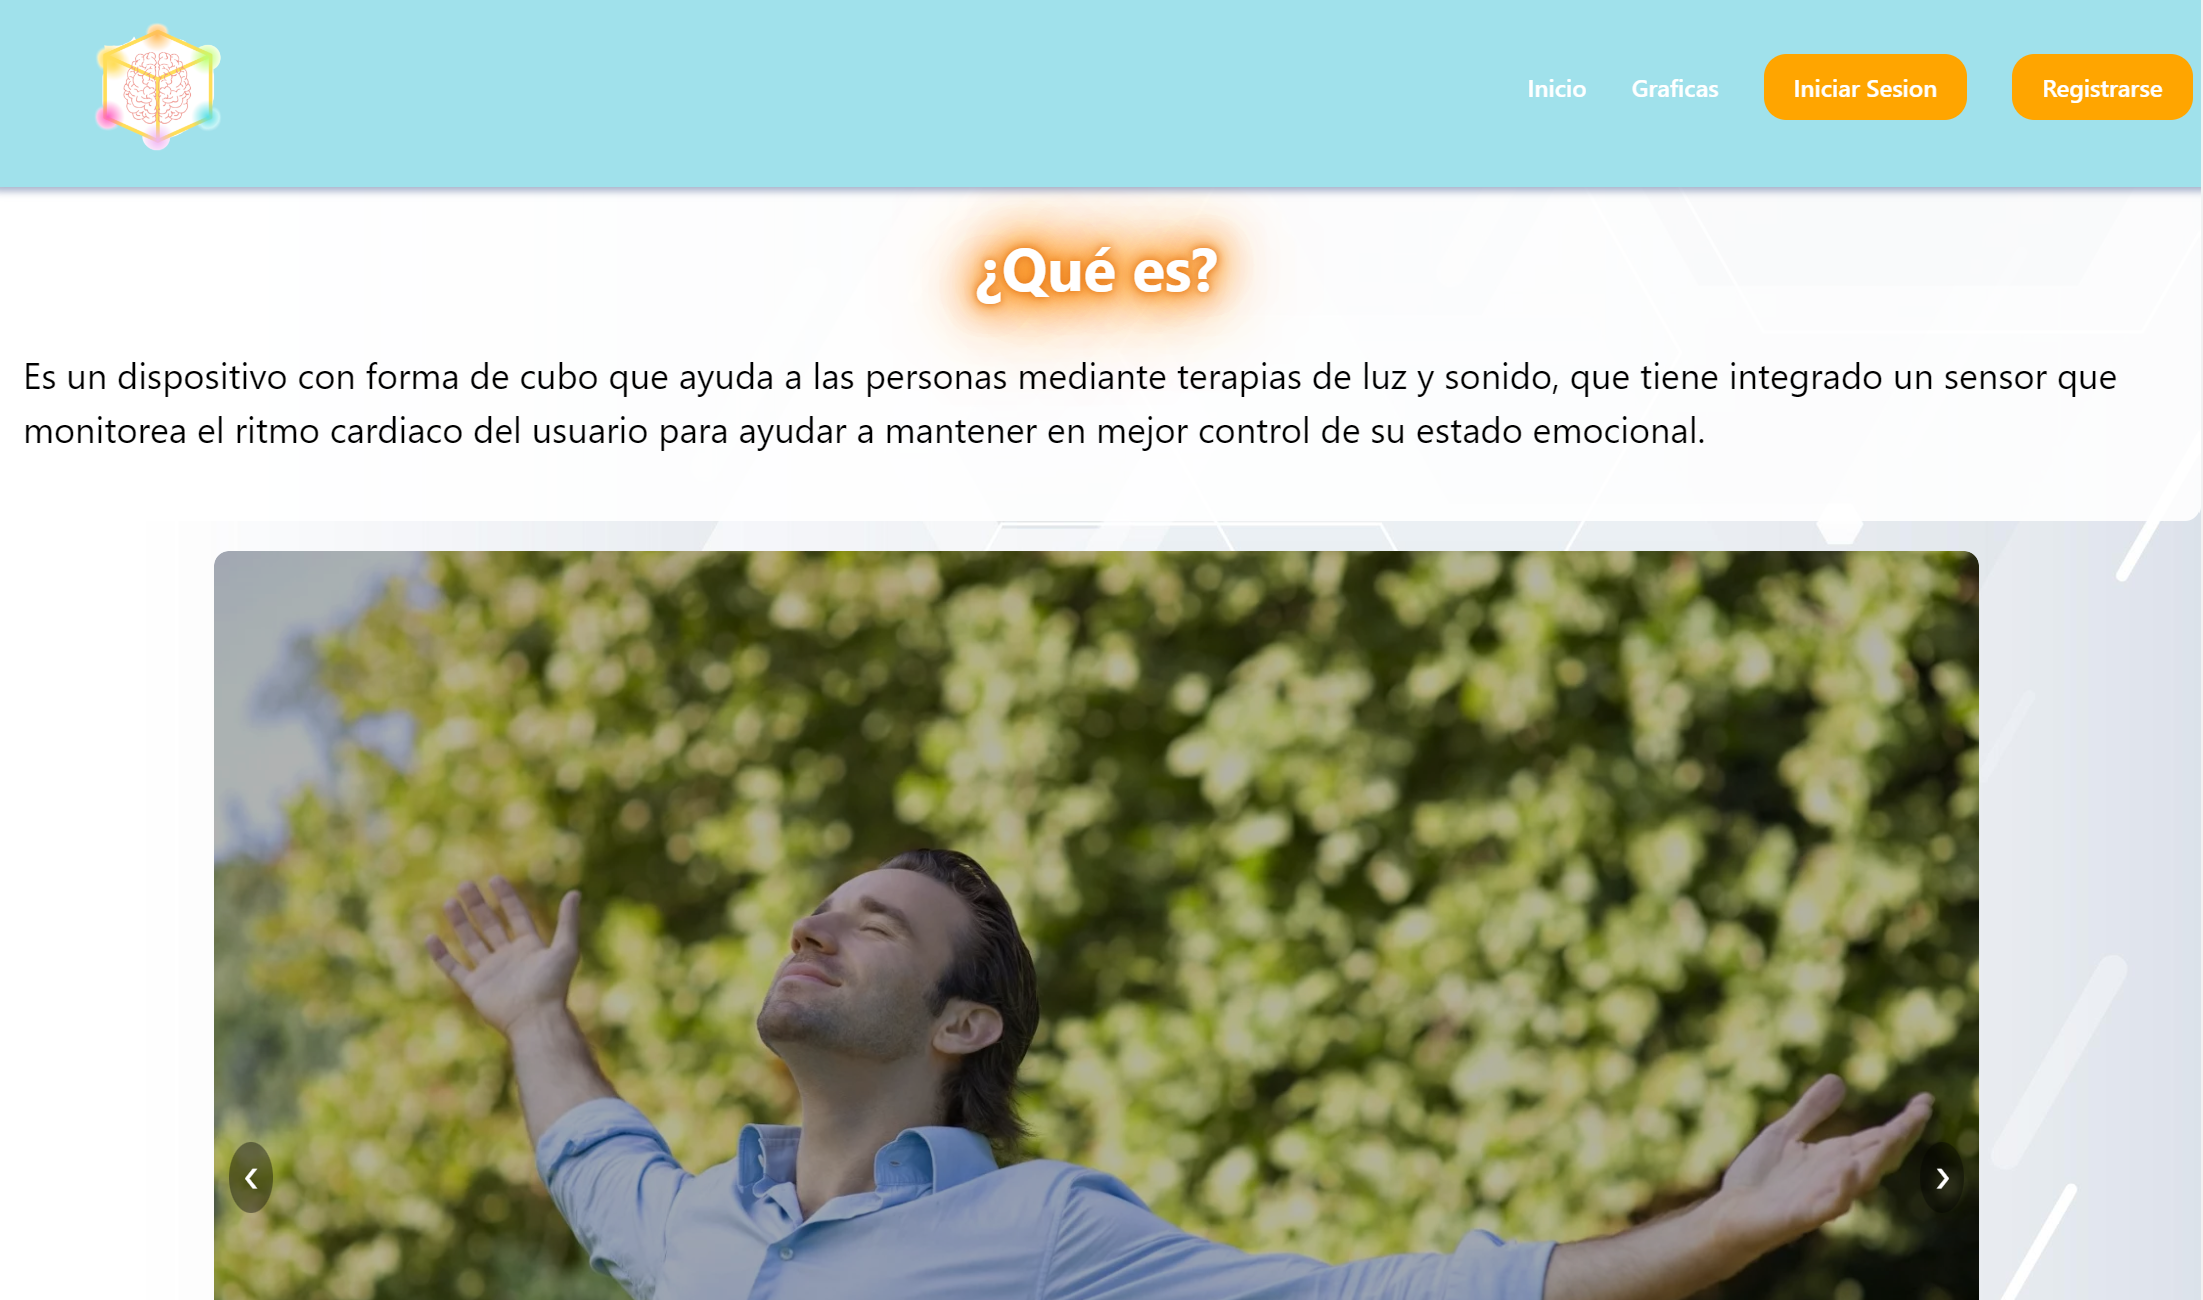 Inicio
Graficas
Iniciar Sesion
Registrarse
¿Qué es?
Es un dispositivo con forma de cubo que ayuda a las personas mediante terapias de luz y sonido, que tiene integrado un sensor que
monitorea el ritmo cardiaco del usuario para ayudar a mantener en mejor control de su estado emocional.